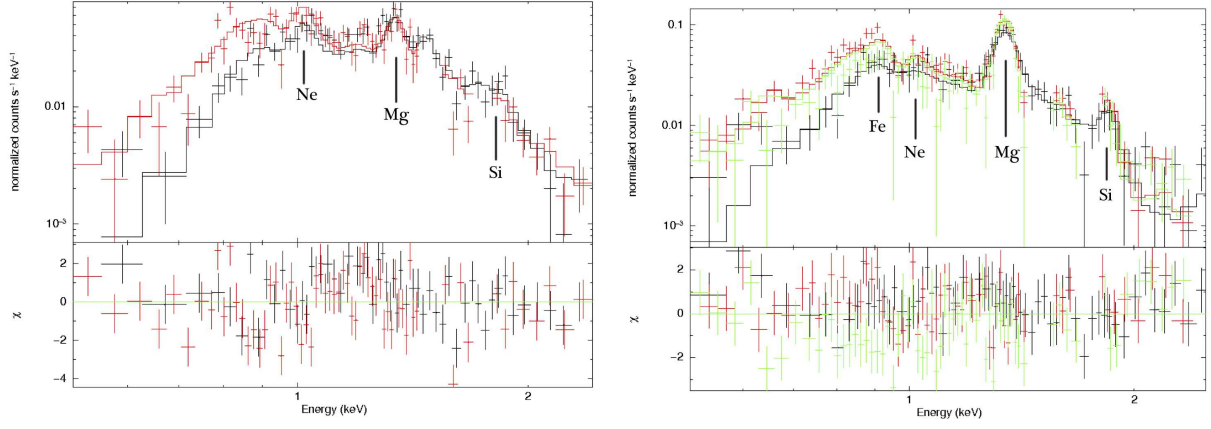 normalized counts s⁻¹ keV⁻¹
0.01
10⁻³
Ne
Mg
Si
χ
2
0
−2
−4
1
2
Energy (keV)
normalized counts s⁻¹ keV⁻¹
0.1
0.01
10⁻³
Fe
Ne
Mg
Si
χ
2
0
−2
1
2
Energy (keV)